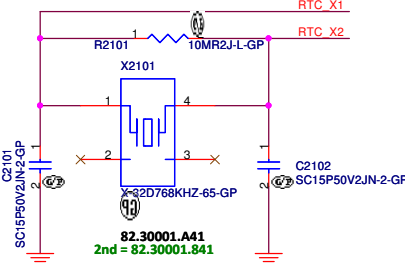 RTC_X1
RTC_X2
R2101
1
10MR2J-L-GP
X2101
1
4
2
3
X-32D768KHZ-65-GP
C2101
SC15P50V2JN-2-GP
1
2
G/P
GP
1
2
G/P
C2102
SC15P50V2JN-2-GP
82.30001.A41
2nd = 82.30001.841